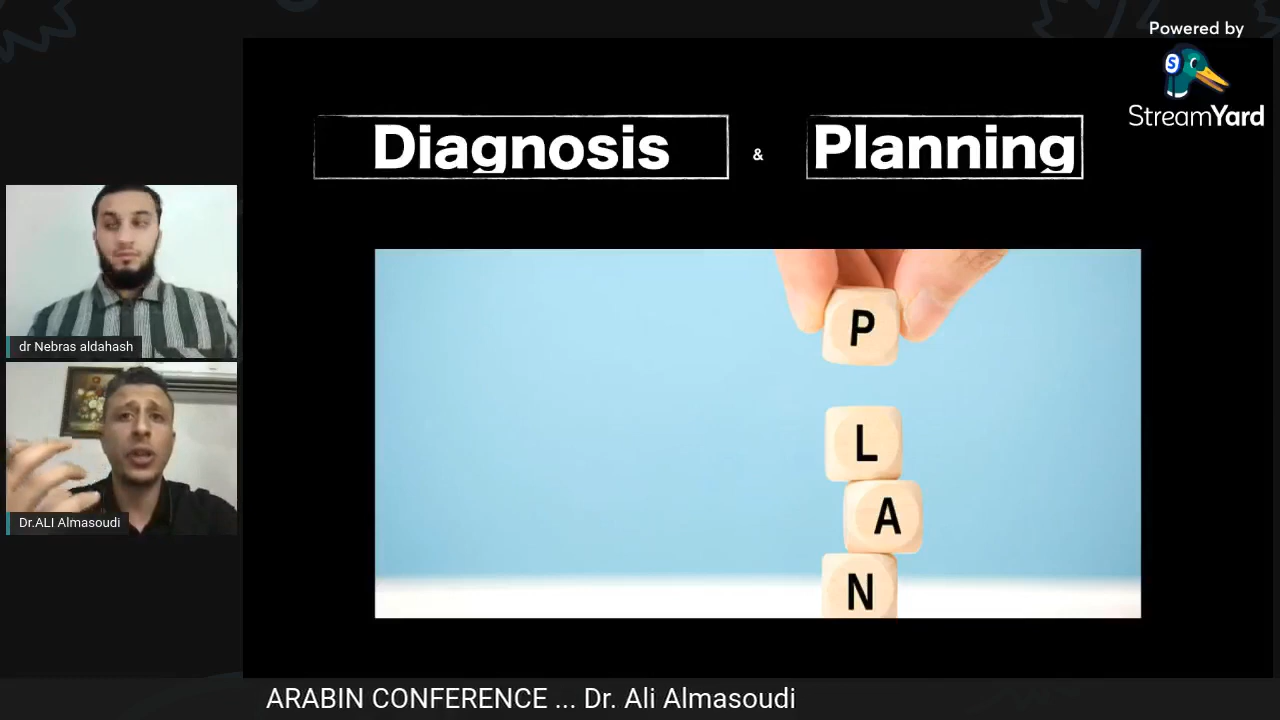 Powered by
S
StreamYard
Diagnosis & Planning
P
L
A
N
dr Nebras aldahash
Dr.ALI Almasoudi
ARABIN CONFERENCE ... Dr. Ali Almasoudi